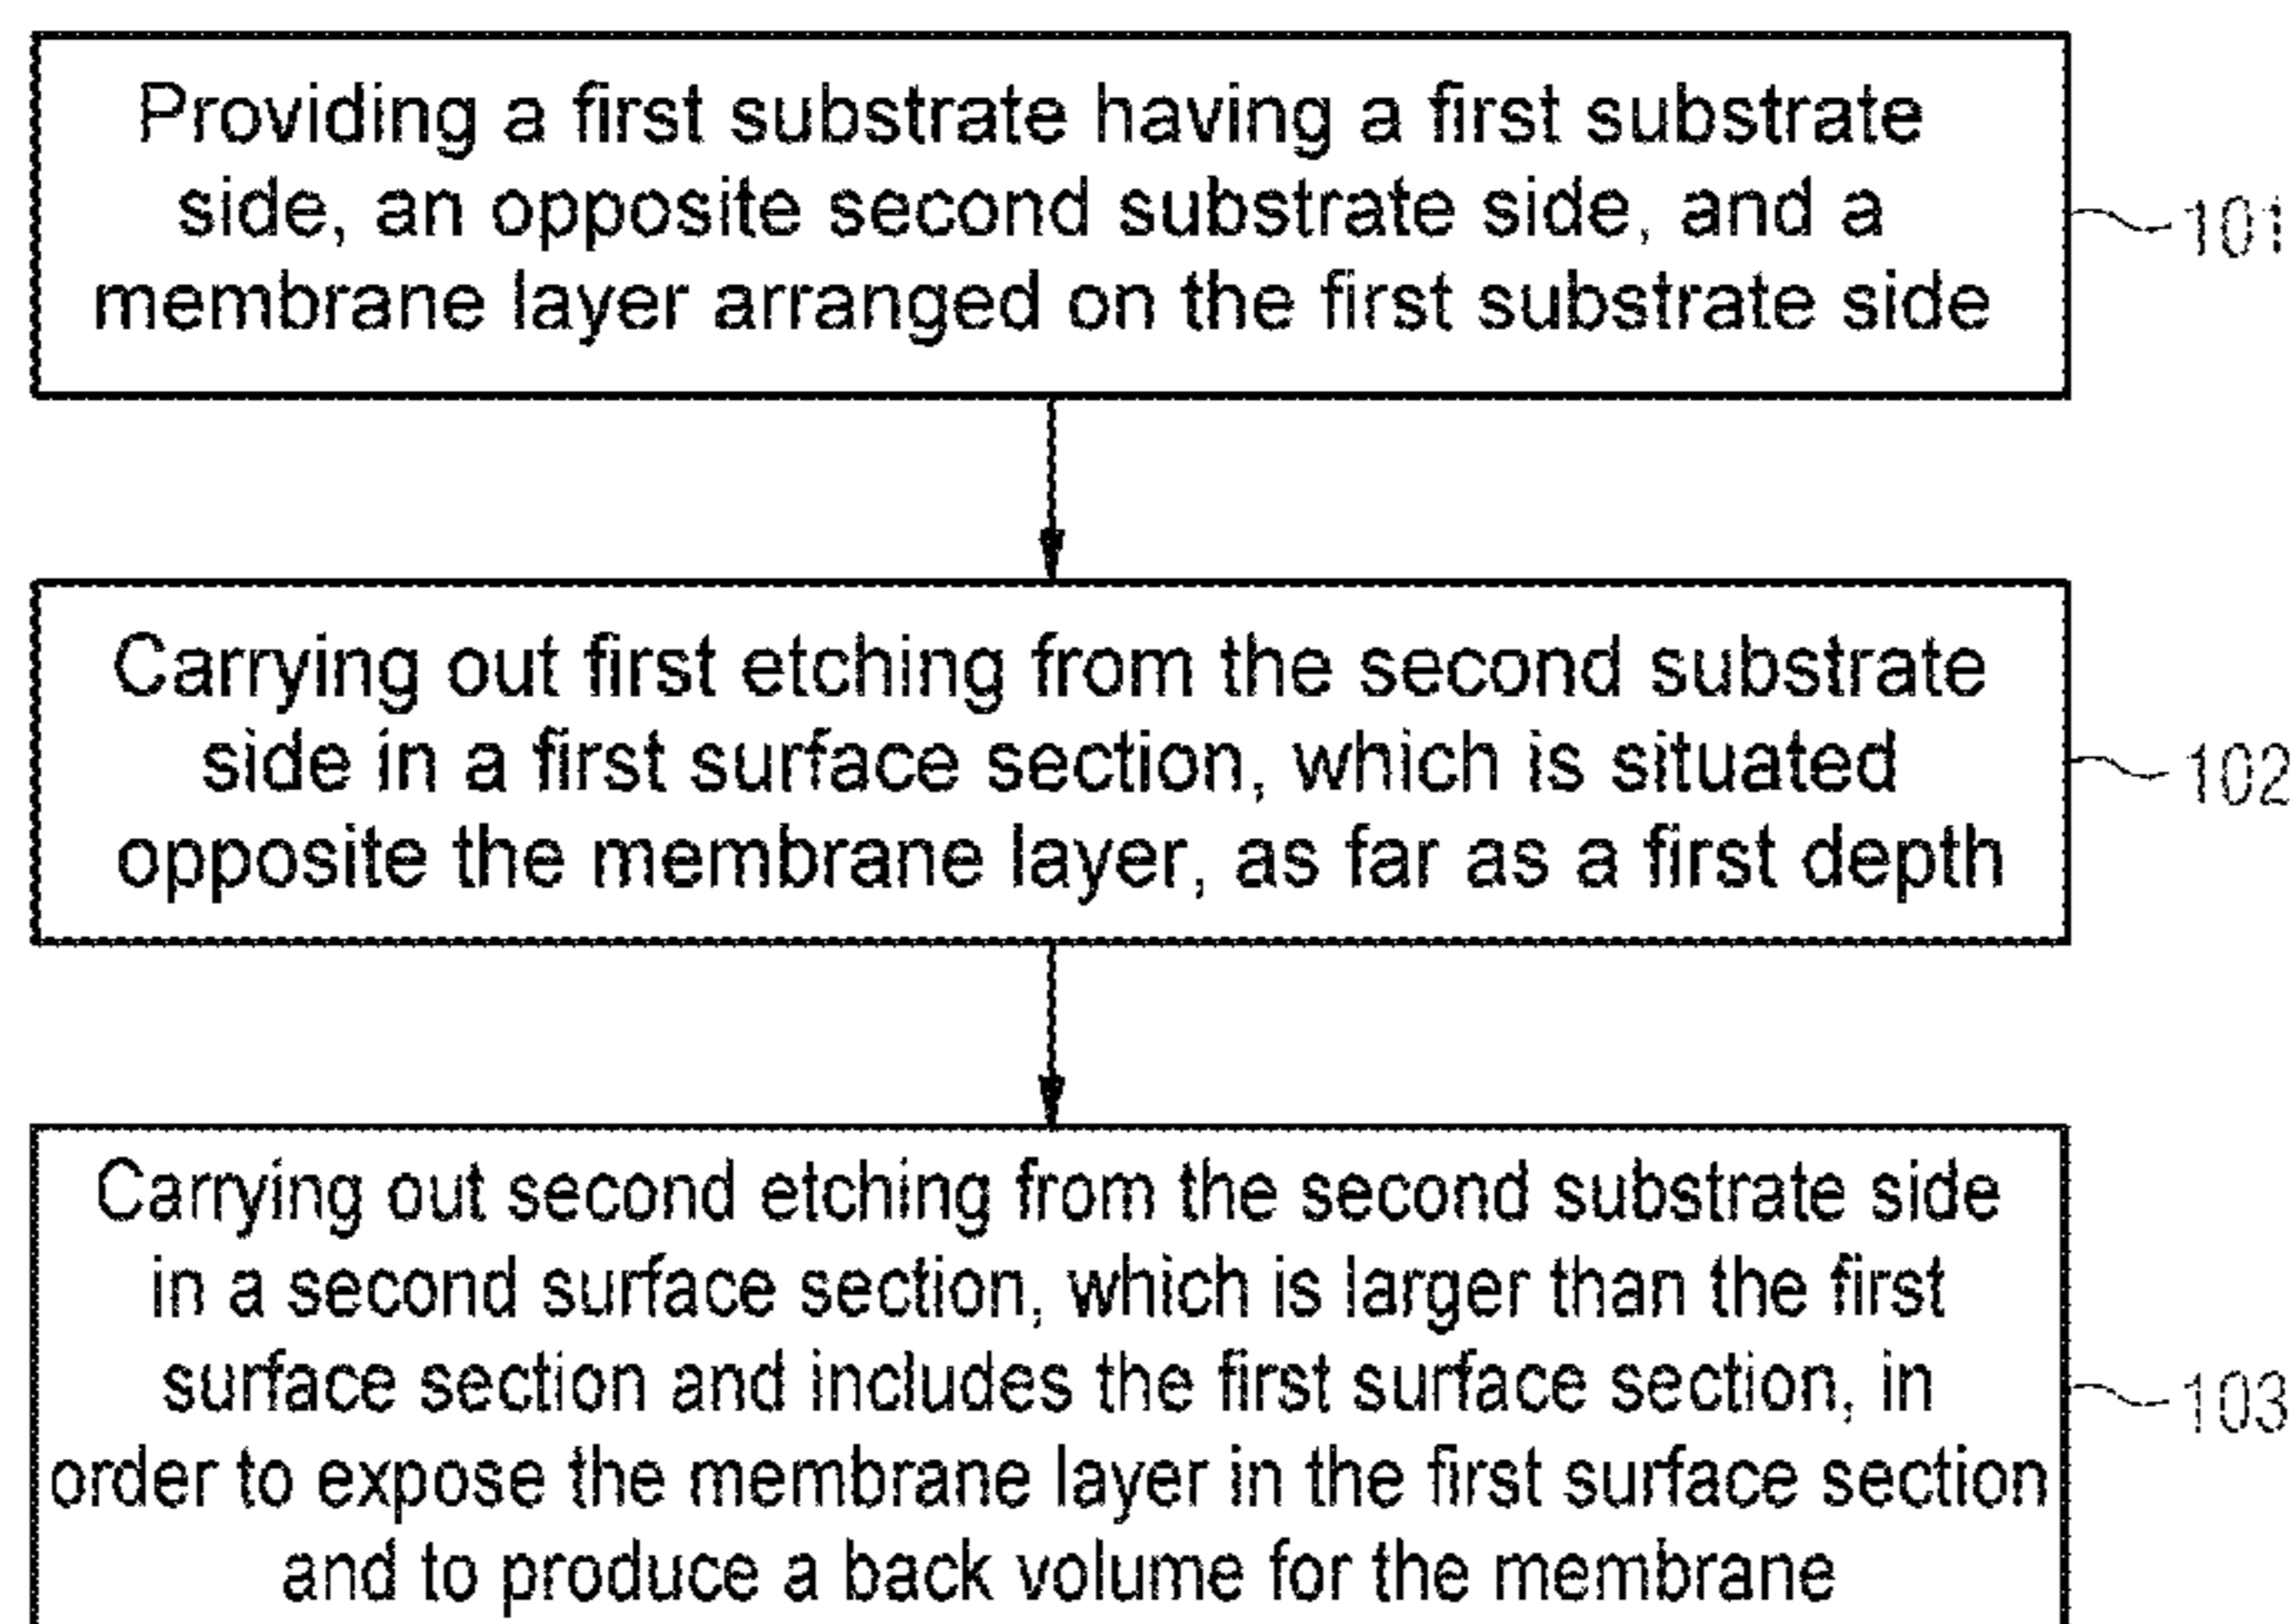 Providing a first substrate having a first substrate
side, an opposite second substrate side, and a
membrane layer arranged on the first substrate side
101
Carrying out first etching from the second substrate
side in a first surface section, which is situated
opposite the membrane layer, as far as a first depth
102
Carrying out second etching from the second substrate side
in a second surface section, which is larger than the first
surface section and includes the first surface section, in
order to expose the membrane layer in the first surface section
and to produce a back volume for the membrane
103